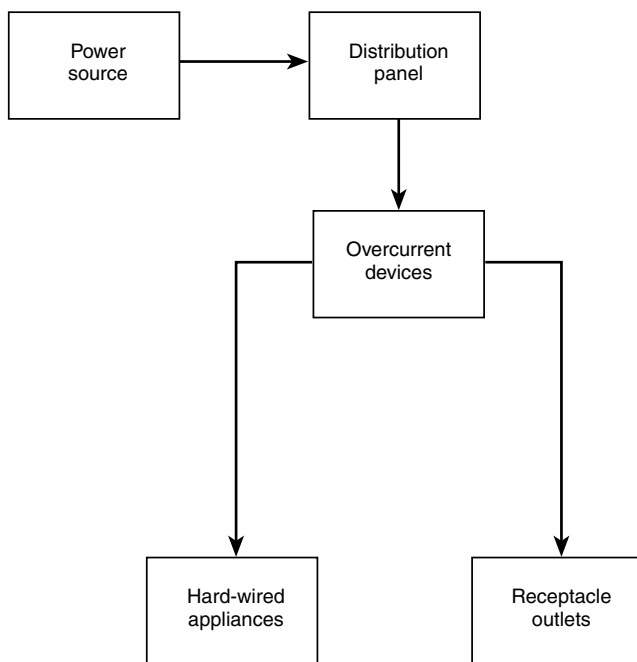 Power
source
Distribution
panel
Overcurrent
devices
Hard-wired
appliances
Receptacle
outlets